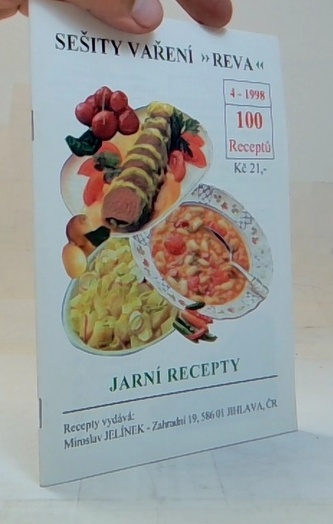 SEŠITY VAŘENÍ »REVA«
4 - 1998
100
Receptů
Kč 21,-
JARNÍ RECEPTY
Recepty vydává:
Miroslav JELÍNEK - Zahradní 19, 586 01 JIHLAVA, ČR